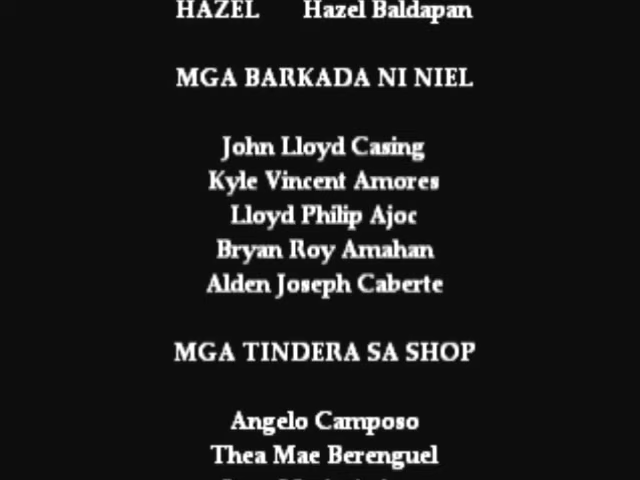 HAZEL Hazel Baldapan
MGA BARKADA NI NIEL
John Lloyd Casing
Kyle Vincent Amores
Lloyd Philip Ajoc
Bryan Roy Amahan
Alden Joseph Caberte
MGA TINDERA SA SHOP
Angelo Camposo
Thea Mae Berenguel